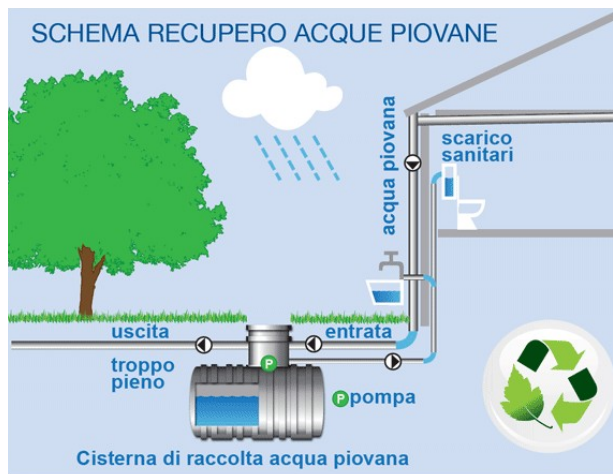 SCHEMA RECUPERO ACQUE PIOVANE
acqua piovana
scarico
sanitari
uscita
entrata
troppo
pieno
P
P pompa
Cisterna di raccolta acqua piovana